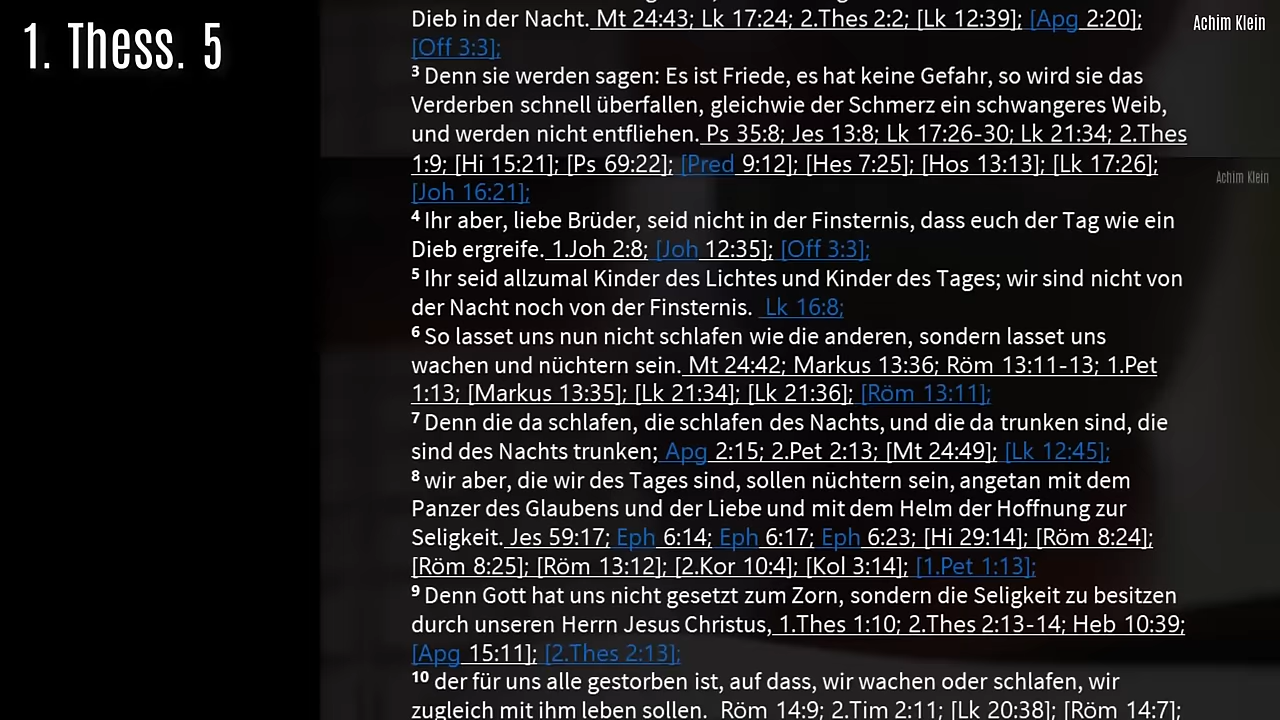 1. Thess. 5
Achim Klein
Dieb in der Nacht. Mt 24:43; Lk 17:24; 2.Thes 2:2; [Lk 12:39]; [Apg 2:20];
[Off 3:3];
³ Denn sie werden sagen: Es ist Friede, es hat keine Gefahr, so wird sie das
Verderben schnell überfallen, gleichwie der Schmerz ein schwangeres Weib,
und werden nicht entfliehen. Ps 35:8; Jes 13:8; Lk 17:26-30; Lk 21:34; 2.Thes
1:9; [Hi 15:21]; [Ps 69:22]; [Pred 9:12]; [Hes 7:25]; [Hos 13:13]; [Lk 17:26];
Achim Klein
[Joh 16:21];
⁴ Ihr aber, liebe Brüder, seid nicht in der Finsternis, dass euch der Tag wie ein
Dieb ergreife. 1.Joh 2:8; [Joh 12:35]; [Off 3:3];
⁵ Ihr seid allzumal Kinder des Lichtes und Kinder des Tages; wir sind nicht von
der Nacht noch von der Finsternis. Lk 16:8;
⁶ So lasset uns nun nicht schlafen wie die anderen, sondern lasset uns
wachen und nüchtern sein. Mt 24:42; Markus 13:36; Röm 13:11-13; 1.Pet
1:13; [Markus 13:35]; [Lk 21:34]; [Lk 21:36]; [Röm 13:11];
⁷ Denn die da schlafen, die schlafen des Nachts, und die da trunken sind, die
sind des Nachts trunken; Apg 2:15; 2.Pet 2:13; [Mt 24:49]; [Lk 12:45];
⁸ wir aber, die wir des Tages sind, sollen nüchtern sein, angetan mit dem
Panzer des Glaubens und der Liebe und mit dem Helm der Hoffnung zur
Seligkeit. Jes 59:17; Eph 6:14; Eph 6:17; Eph 6:23; [Hi 29:14]; [Röm 8:24];
[Röm 8:25]; [Röm 13:12]; [2.Kor 10:4]; [Kol 3:14]; [1.Pet 1:13];
⁹ Denn Gott hat uns nicht gesetzt zum Zorn, sondern die Seligkeit zu besitzen
durch unseren Herrn Jesus Christus, 1.Thes 1:10; 2.Thes 2:13-14; Heb 10:39;
[Apg 15:11]; [2.Thes 2:13];
¹⁰ der für uns alle gestorben ist, auf dass, wir wachen oder schlafen, wir
zugleich mit ihm leben sollen. Röm 14:9; 2.Tim 2:11; [Lk 20:38]; [Röm 14:7];